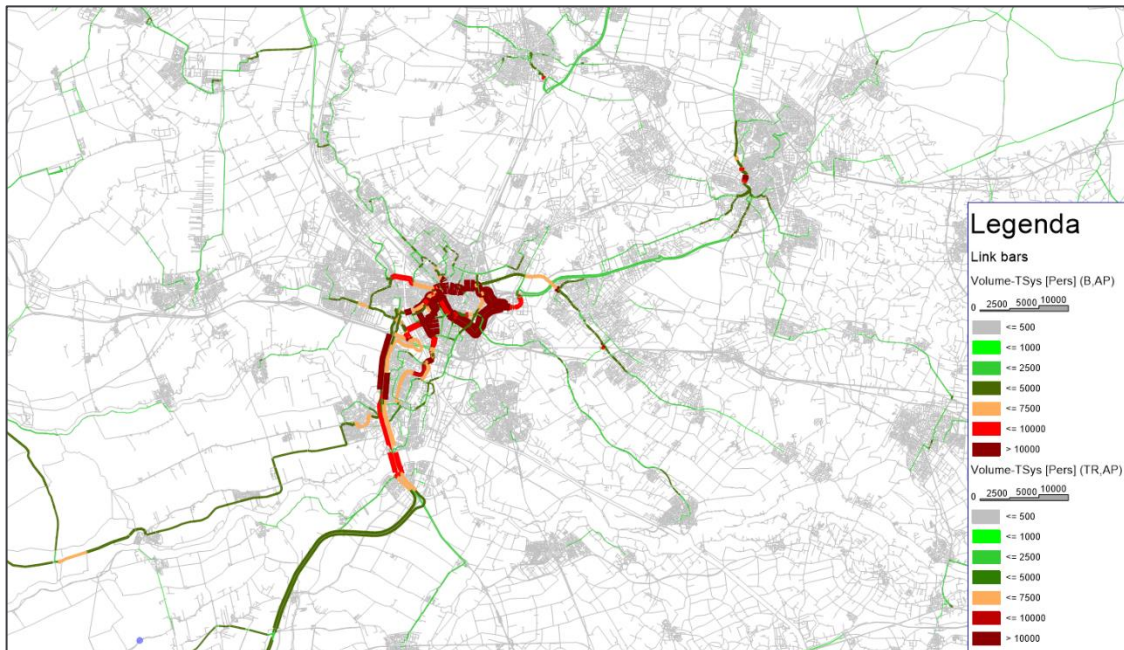 Legenda
Link bars
Volume-TSys [Pers] (B,AP)
0 2500 5000 10000
<= 500
<= 1000
<= 2500
<= 5000
<= 7500
<= 10000
> 10000
Volume-TSys [Pers] (TR,AP)
0 2500 5000 10000
<= 500
<= 1000
<= 2500
<= 5000
<= 7500
<= 10000
> 10000